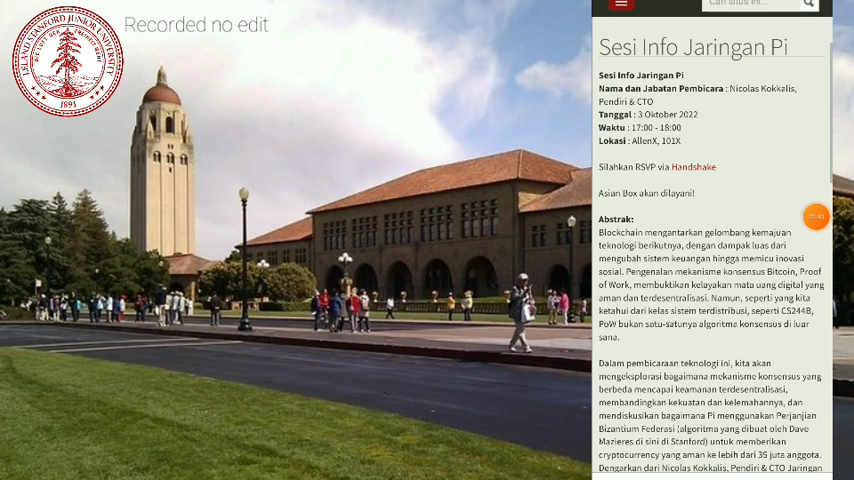 LELAND STANFORD JUNIOR UNIVERSITY
DIE LUFT DER FREIHEIT WEHT
1891
Recorded no edit
Cari situs ini...
Sesi Info Jaringan Pi
Sesi Info Jaringan Pi
Nama dan Jabatan Pembicara : Nicolas Kokkalis,
Pendiri & CTO
Tanggal : 3 Oktober 2022
Waktu : 17:00 - 18:00
Lokasi : AllenX, 101X
Silahkan RSVP via Handshake
Asian Box akan dilayani!
Abstrak:
Blockchain mengantarkan gelombang kemajuan
teknologi berikutnya, dengan dampak luas dari
mengubah sistem keuangan hingga memicu inovasi
sosial. Pengenalan mekanisme konsensus Bitcoin, Proof
of Work, membuktikan kelayakan mata uang digital yang
aman dan terdesentralisasi. Namun, seperti yang kita
ketahui dari kelas sistem terdistribusi, seperti CS244B,
PoW bukan satu-satunya algoritma konsensus di luar
sana.
Dalam pembicaraan teknologi ini, kita akan
mengeksplorasi bagaimana mekanisme konsensus yang
berbeda mencapai keamanan terdesentralisasi,
membandingkan kekuatan dan kelemahannya, dan
mendiskusikan bagaimana Pi menggunakan Perjanjian
Bizantium Federasi (algoritma yang dibuat oleh Dave
Mazieres di sini di Stanford) untuk memberikan
cryptocurrency yang aman ke lebih dari 35 juta anggota.
Dengarkan dari Nicolas Kokkalis, Pendiri & CTO Jaringan